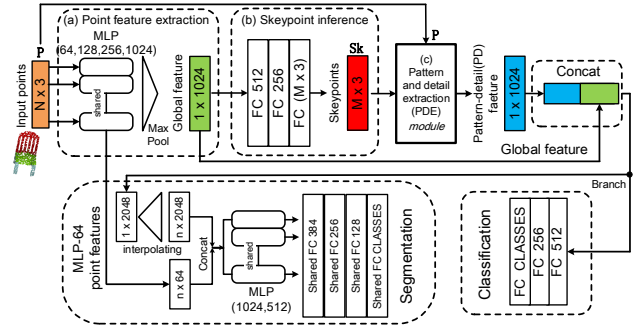 P
(a) Point feature extraction
MLP
(64,128,256,1024)
Input points
N x 3
shared
Max
Pool
Global feature
1 x 1024
(b) Skeypoint inference
FC 512
FC 256
FC (M x 3)
Skeypoints
Sk
M x 3
P
(c)
Pattern
and detail
extraction
(PDE)
module
Pattern-detail(PD)
faeture
1 x 1024
Concat
Global feature
Branch
MLP-64
point features
1 x 2048
interpolating
n x 2048
n x 64
Concat
shared
MLP
(1024,512)
Shared FC 384
Shared FC 256
Shared FC 128
Shared FC CLASSES
Segmentation
Classification
FC CLASSES
FC 256
FC 512